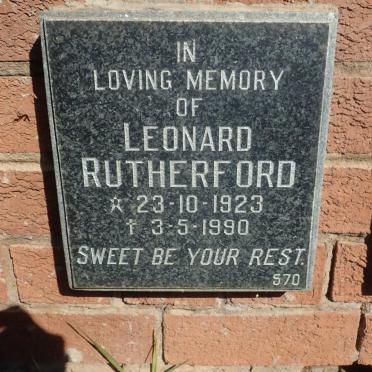 IN
LOVING MEMORY
OF
LEONARD
RUTHERFORD
☆ 23-10-1923
† 3-5-1990
SWEET BE YOUR REST.
570